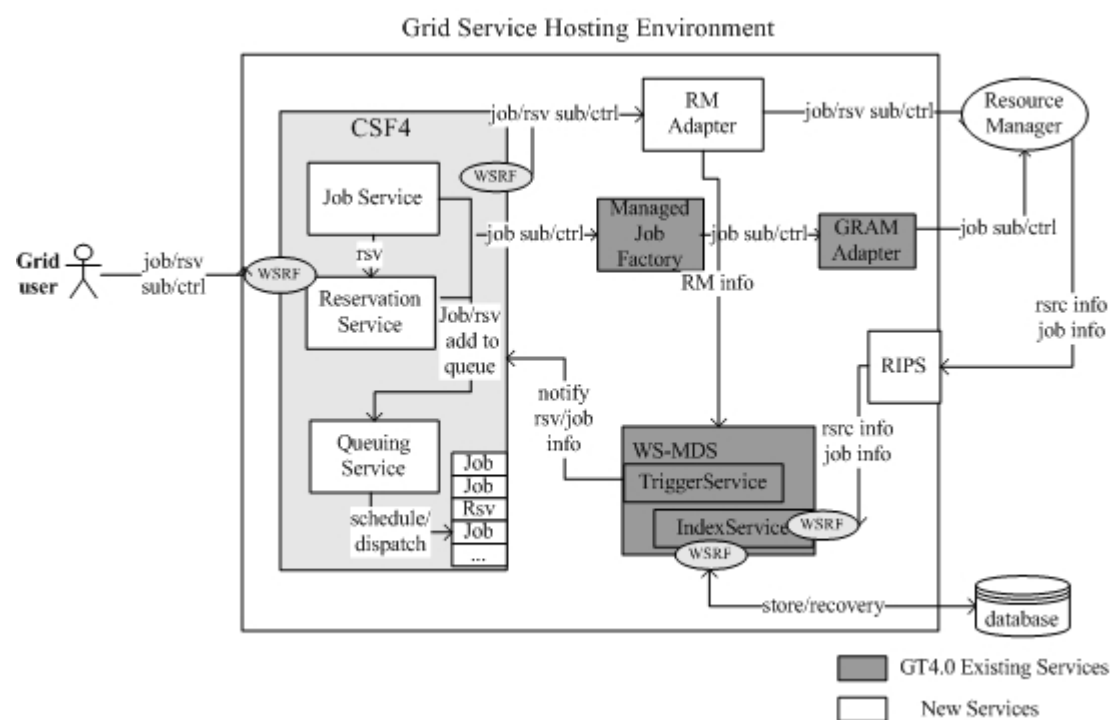 Grid Service Hosting Environment
CSF4
job/rsv sub/ctrl
RM
Adapter
job/rsv sub/ctrl
Resource
Manager
WSRF
Job Service
job sub/ctrl
Managed
Job
Factory
job sub/ctrl
GRAM
Adapter
job sub/ctrl
rsv
Grid
user
job/rsv
sub/ctrl
WSRF
Reservation
Service
Job/rsv
add to
queue
RM info
rsrc info
job info
RIPS
notify
rsv/job
info
rsrc info
job info
Queuing
Service
schedule/
dispatch
Job
Job
Rsv
Job
...
WS-MDS
TriggerService
IndexService
WSRF
WSRF
store/recovery
database
GT4.0 Existing Services
New Services